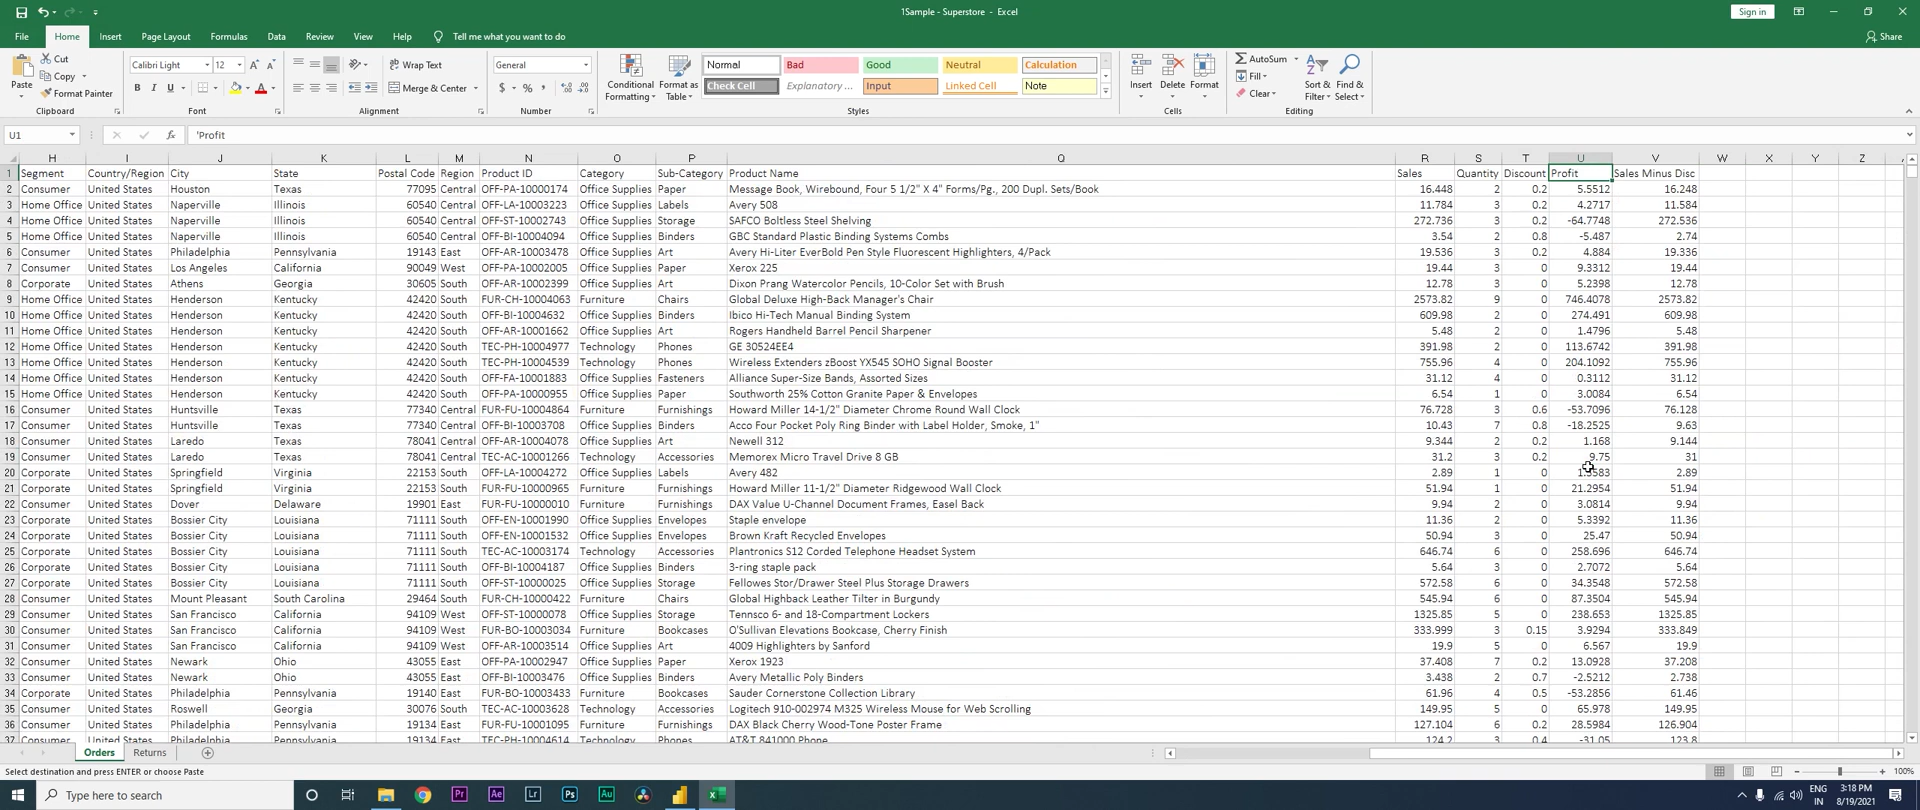 1Sample - Superstore - Excel
Sign in
File Home Insert Page Layout Formulas Data Review View Help Tell me what you want to do
Share
Paste
Cut
Copy
Format Painter
Clipboard
Calibri Light 12
B I U
Font
Wrap Text
Merge & Center
Alignment
General
$ % ,
Number
Conditional Formatting
Format as Table
Normal Bad Good Neutral Calculation
Check Cell Explanatory ... Input Linked Cell Note
Styles
Insert Delete Format
Cells
AutoSum
Fill
Clear
Sort & Filter
Find & Select
Editing
U1 fx 'Profit
H I J K L M N O P Q R S T U V W X Y Z
1 Segment Country/Region City State Postal Code Region Product ID Category Sub-Category Product Name Sales Quantity Discount Profit Sales Minus Disc
2 Consumer United States Houston Texas 77095 Central OFF-PA-10000174 Office Supplies Paper Message Book, Wirebound, Four 5 1/2" X 4" Forms/Pg., 200 Dupl. Sets/Book 16.448 2 0.2 5.5512 16.248
3 Home Office United States Naperville Illinois 60540 Central OFF-LA-10003223 Office Supplies Labels Avery 508 11.784 3 0.2 4.2717 11.584
4 Home Office United States Naperville Illinois 60540 Central OFF-ST-10002743 Office Supplies Storage SAFCO Boltless Steel Shelving 272.736 3 0.2 -64.7748 272.536
5 Home Office United States Naperville Illinois 60540 Central OFF-BI-10004094 Office Supplies Binders GBC Standard Plastic Binding Systems Combs 3.54 2 0.8 -5.487 2.74
6 Consumer United States Philadelphia Pennsylvania 19143 East OFF-AR-10003478 Office Supplies Art Avery Hi-Liter EverBold Pen Style Fluorescent Highlighters, 4/Pack 19.536 3 0.2 4.884 19.336
7 Consumer United States Los Angeles California 90049 West OFF-PA-10002005 Office Supplies Paper Xerox 225 19.44 3 0 9.3312 19.44
8 Corporate United States Athens Georgia 30605 South OFF-AR-10002399 Office Supplies Art Dixon Prang Watercolor Pencils, 10-Color Set with Brush 12.78 3 0 5.2398 12.78
9 Home Office United States Henderson Kentucky 42420 South FUR-CH-10004063 Furniture Chairs Global Deluxe High-Back Manager's Chair 2573.82 9 0 746.4078 2573.82
10 Home Office United States Henderson Kentucky 42420 South OFF-BI-10004632 Office Supplies Binders Ibico Hi-Tech Manual Binding System 609.98 2 0 274.491 609.98
11 Home Office United States Henderson Kentucky 42420 South OFF-AR-10001662 Office Supplies Art Rogers Handheld Barrel Pencil Sharpener 5.48 2 0 1.4796 5.48
12 Home Office United States Henderson Kentucky 42420 South TEC-PH-10004977 Technology Phones GE 30524EE4 391.98 2 0 113.6742 391.98
13 Home Office United States Henderson Kentucky 42420 South TEC-PH-10004539 Technology Phones Wireless Extenders zBoost YX545 SOHO Signal Booster 755.96 4 0 204.1092 755.96
14 Home Office United States Henderson Kentucky 42420 South OFF-FA-10001883 Office Supplies Fasteners Alliance Super-Size Bands, Assorted Sizes 31.12 4 0 0.3112 31.12
15 Home Office United States Henderson Kentucky 42420 South OFF-PA-10000955 Office Supplies Paper Southworth 25% Cotton Granite Paper & Envelopes 6.54 1 0 3.0084 6.54
16 Consumer United States Huntsville Texas 77340 Central FUR-FU-10004864 Furniture Furnishings Howard Miller 14-1/2" Diameter Chrome Round Wall Clock 76.728 3 0.6 -53.7096 76.128
17 Consumer United States Huntsville Texas 77340 Central OFF-BI-10003708 Office Supplies Binders Acco Four Pocket Poly Ring Binder with Label Holder, Smoke, 1" 10.43 7 0.8 -18.2525 9.63
18 Consumer United States Laredo Texas 78041 Central OFF-AR-10004078 Office Supplies Art Newell 312 9.344 2 0.2 1.168 9.144
19 Consumer United States Laredo Texas 78041 Central TEC-AC-10001266 Technology Accessories Memorex Micro Travel Drive 8 GB 31.2 3 0.2 9.75 31
20 Corporate United States Springfield Virginia 22153 South OFF-LA-10004272 Office Supplies Labels Avery 482 2.89 1 0 2.89
21 Corporate United States Springfield Virginia 22153 South FUR-FU-10000965 Furniture Furnishings Howard Miller 11-1/2" Diameter Ridgewood Wall Clock 51.94 1 0 21.2954 51.94
22 Consumer United States Dover Delaware 19901 East FUR-FU-10000010 Furniture Furnishings DAX Value U-Channel Document Frames, Easel Back 9.94 2 0 3.0814 9.94
23 Corporate United States Bossier City Louisiana 71111 South OFF-EN-10001990 Office Supplies Envelopes Staple envelope 11.36 2 0 5.3392 11.36
24 Corporate United States Bossier City Louisiana 71111 South OFF-EN-10001532 Office Supplies Envelopes Brown Kraft Recycled Envelopes 50.94 3 0 25.47 50.94
25 Corporate United States Bossier City Louisiana 71111 South TEC-AC-10003174 Technology Accessories Plantronics S12 Corded Telephone Headset System 646.74 6 0 258.696 646.74
26 Corporate United States Bossier City Louisiana 71111 South OFF-BI-10004187 Office Supplies Binders 3-ring staple pack 5.64 3 0 2.7072 5.64
27 Corporate United States Bossier City Louisiana 71111 South OFF-ST-10000025 Office Supplies Storage Fellowes Stor/Drawer Steel Plus Storage Drawers 572.58 6 0 34.3548 572.58
28 Consumer United States Mount Pleasant South Carolina 29464 South FUR-CH-10000422 Furniture Chairs Global Highback Leather Tilter in Burgundy 545.94 6 0 87.3504 545.94
29 Consumer United States San Francisco California 94109 West OFF-ST-10000078 Office Supplies Storage Tennsco 6- and 18-Compartment Lockers 1325.85 5 0 238.653 1325.85
30 Consumer United States San Francisco California 94109 West FUR-BO-10003034 Furniture Bookcases O'Sullivan Elevations Bookcase, Cherry Finish 333.999 3 0.15 3.9294 333.849
31 Consumer United States San Francisco California 94109 West OFF-AR-10003514 Office Supplies Art 4009 Highlighters by Sanford 19.9 5 0 6.567 19.9
32 Consumer United States Newark Ohio 43055 East OFF-PA-10002947 Office Supplies Paper Xerox 1923 37.408 7 0.2 13.0928 37.208
33 Consumer United States Newark Ohio 43055 East OFF-BI-10003476 Office Supplies Binders Avery Metallic Poly Binders 3.438 2 0.7 -2.5212 2.738
34 Corporate United States Philadelphia Pennsylvania 19140 East FUR-BO-10003433 Furniture Bookcases Sauder Cornerstone Collection Library 61.96 4 0.5 -53.2856 61.46
35 Consumer United States Roswell Georgia 30076 South TEC-AC-10003628 Technology Accessories Logitech 910-002974 M325 Wireless Mouse for Web Scrolling 149.95 5 0 65.978 149.95
36 Consumer United States Philadelphia Pennsylvania 19134 East FUR-FU-10001095 Furniture Furnishings DAX Black Cherry Wood-Tone Poster Frame 127.104 6 0.2 28.5984 126.904
37 Consumer United States Philadelphia Pennsylvania 19134 East TEC-PH-10004614 Technology Phones AT&T 841000 Phone 124.2 3 0.4 -31.05 123.8
Orders Returns
Select destination and press ENTER or choose Paste
100%
Type here to search
Pr Ae Lr Ps Au
ENG
IN
3:18 PM
8/19/2021